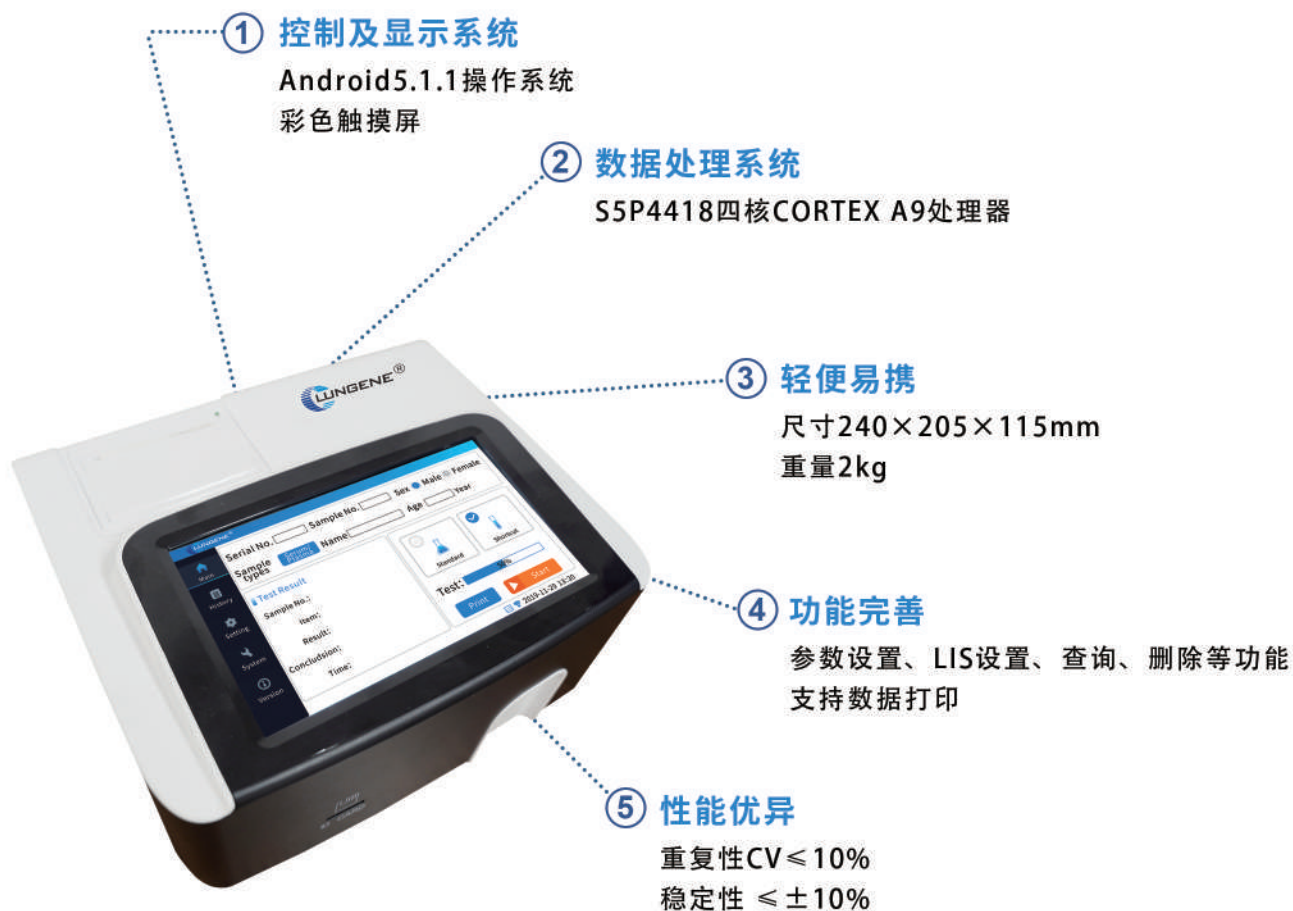 ① 控制及显示系统
Android5.1.1操作系统
彩色触摸屏
② 数据处理系统
S5P4418四核CORTEX A9处理器
③ 轻便易携
尺寸240×205×115mm
重量2kg
④ 功能完善
参数设置、LIS设置、查询、删除等功能
支持数据打印
⑤ 性能优异
重复性CV≤10%
稳定性 ≤±10%
LUNGENE®
LUNGENE®
Serial No. Sample No. Sex Male Female
Sample types Serum/Plasma Name Age Year
Main
History
Setting
System
Version
Test Result
Sample No.:
Item:
Result:
Concludsion:
Time:
Standard
Shortcut
Test:
Print
Start
2019-11-29 13:20